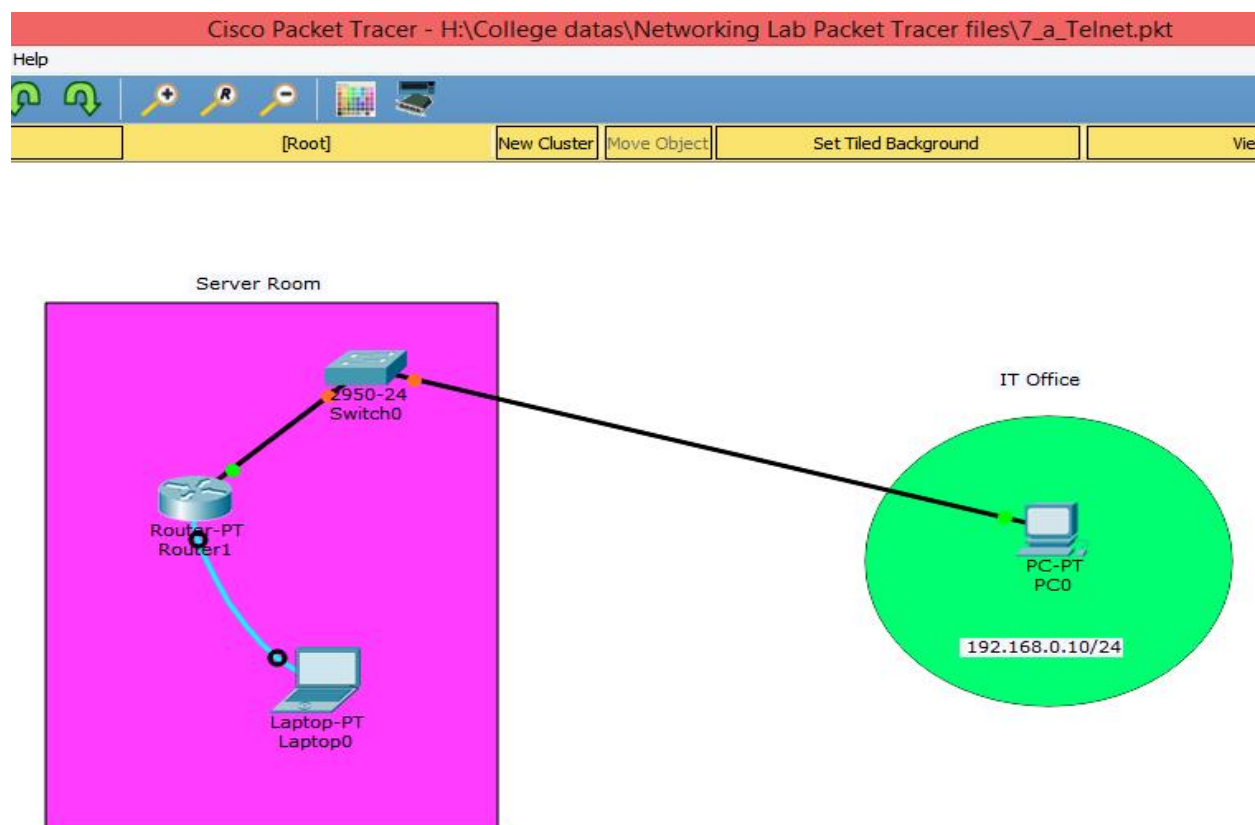 Cisco Packet Tracer - H:\College datas\Networking Lab Packet Tracer files\7_a_Telnet.pkt
Help
[Root]
New Cluster
Move Object
Set Tiled Background
Vie
Server Room
2950-24
Switch0
IT Office
Router-PT
Router1
PC-PT
PC0
192.168.0.10/24
Laptop-PT
Laptop0